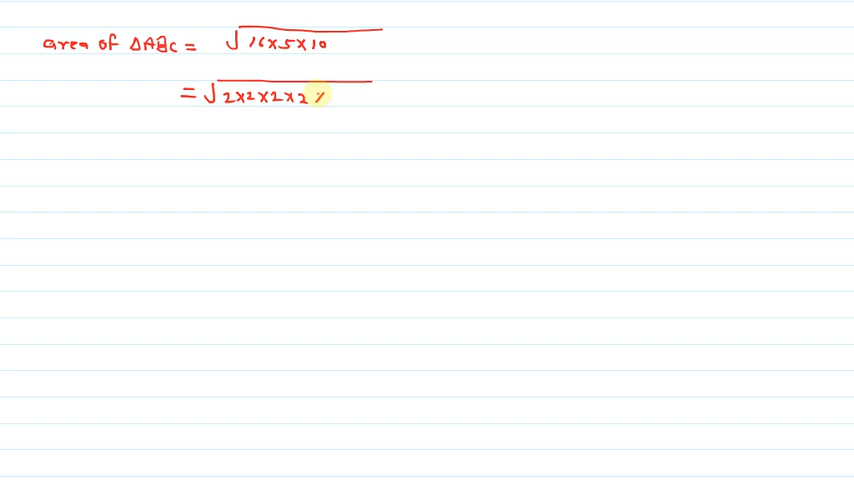 area of ΔABC = √16×5×10
= √2×2×2×2×